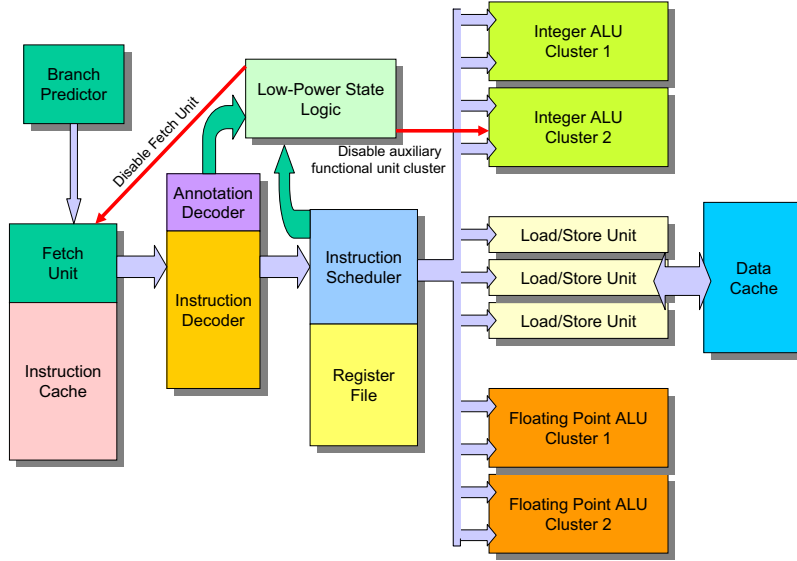 Branch
Predictor
Low-Power State
Logic
Integer ALU
Cluster 1
Integer ALU
Cluster 2
Disable Fetch Unit
Disable auxiliary
functional unit cluster
Annotation
Decoder
Fetch
Unit
Instruction
Decoder
Instruction
Scheduler
Load/Store Unit
Load/Store Unit
Load/Store Unit
Data
Cache
Instruction
Cache
Register
File
Floating Point ALU
Cluster 1
Floating Point ALU
Cluster 2